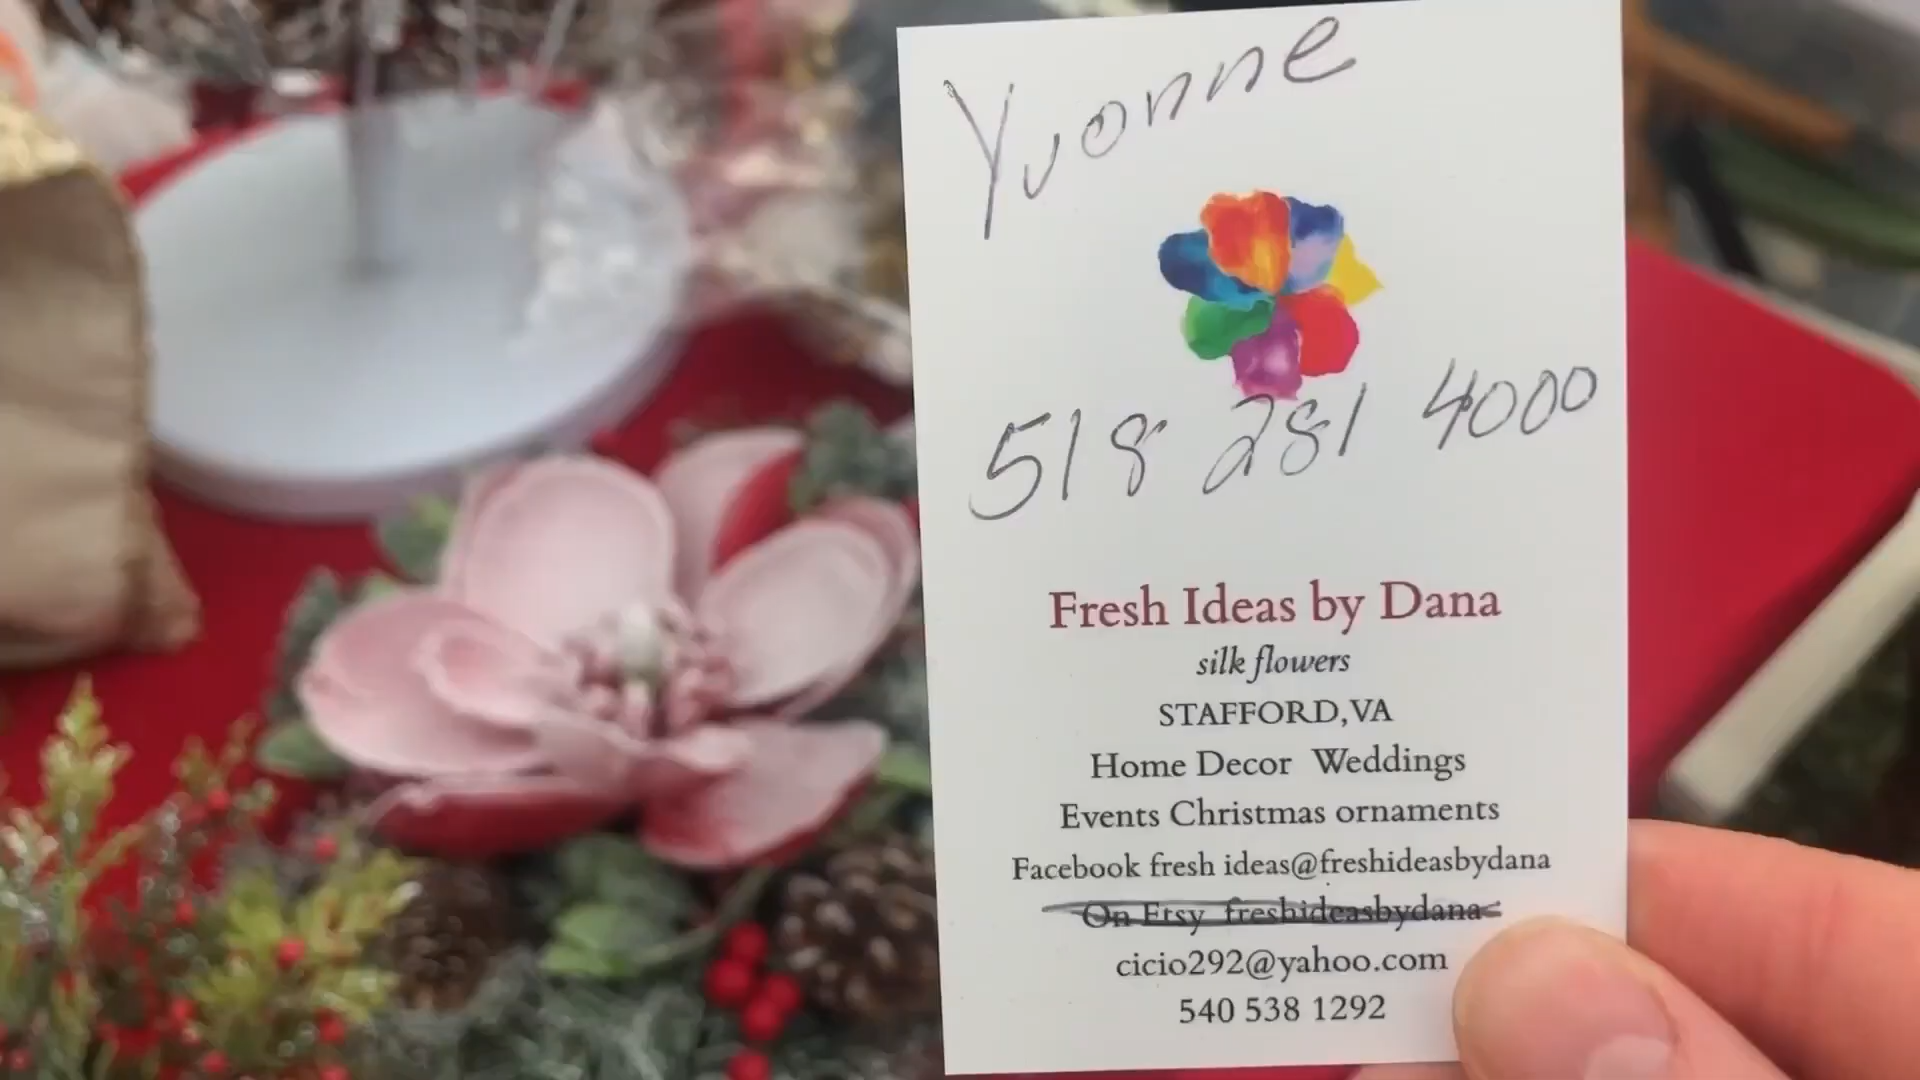 Yvonne
518 281 4000
Fresh Ideas by Dana
silk flowers
STAFFORD,VA
Home Decor Weddings
Events Christmas ornaments
Facebook fresh ideas@freshideasbydana
On Etsy freshideasbydana
cicio292@yahoo.com
540 538 1292